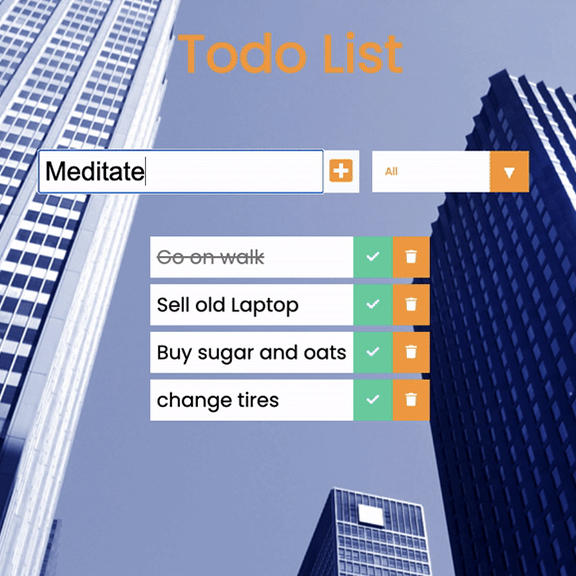 Todo List
Meditate
All
Go on walk
Sell old Laptop
Buy sugar and oats
change tires